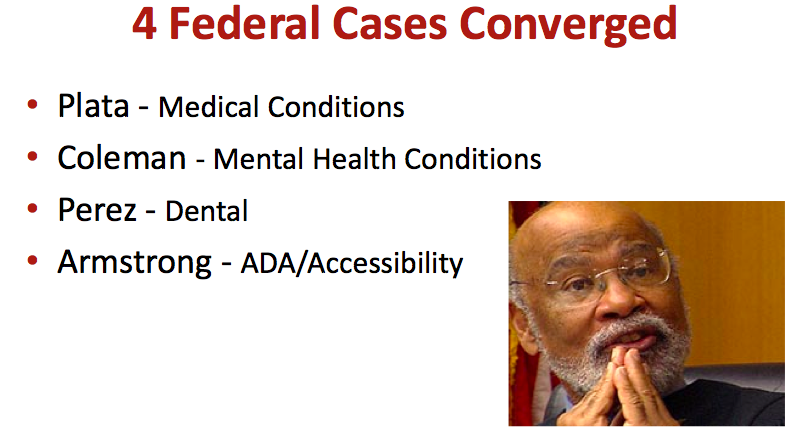 4 Federal Cases Converged
• Plata - Medical Conditions
• Coleman - Mental Health Conditions
• Perez - Dental
• Armstrong - ADA/Accessibility